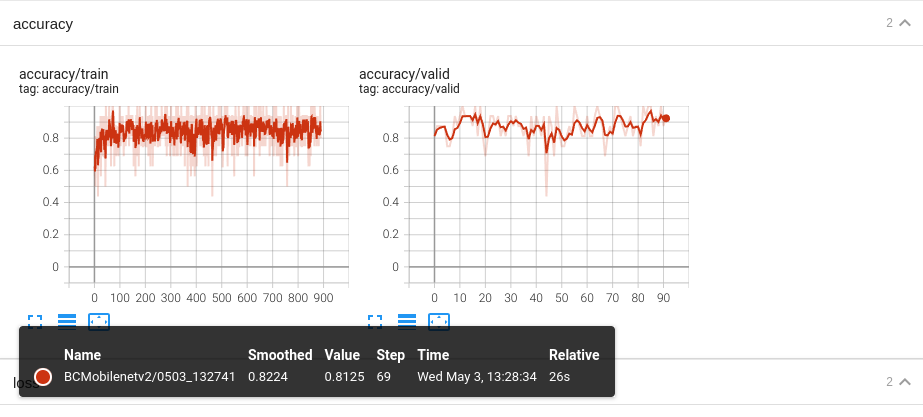 accuracy
2
accuracy/train
tag: accuracy/train
0.8
0.6
0.4
0.2
0
0 100 200 300 400 500 600 700 800 900
accuracy/valid
tag: accuracy/valid
0.8
0.6
0.4
0.2
0
0 10 20 30 40 50 60 70 80 90
Name Smoothed Value Step Time Relative
BCMobilenetv2/0503_132741 0.8224 0.8125 69 Wed May 3, 13:28:34 26s
loss
2